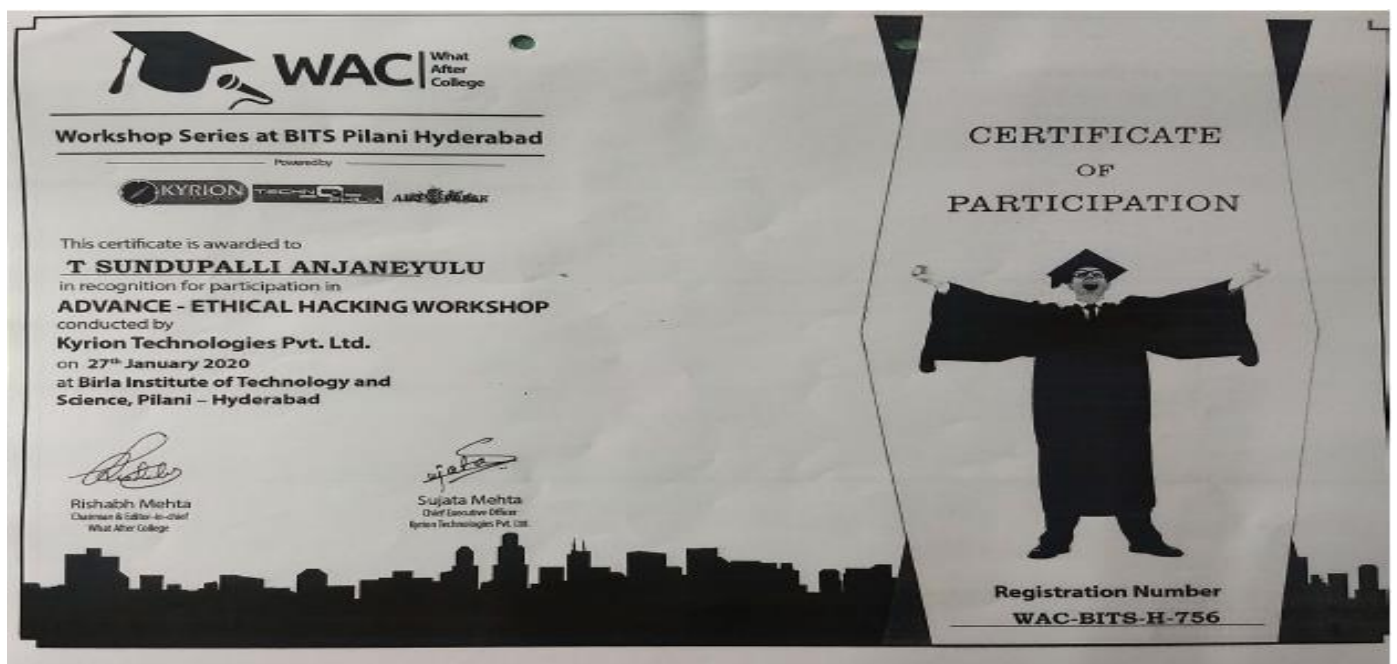 WAC
What
After
College
Workshop Series at BITS Pilani Hyderabad
Powered by
KYRION
This certificate is awarded to
T SUNDUPALLI ANJANEYULU
in recognition for participation in
ADVANCE - ETHICAL HACKING WORKSHOP
conducted by
Kyrion Technologies Pvt. Ltd.
on 27th January 2020
at Birla Institute of Technology and
Science, Pilani – Hyderabad
Rishabh Mehta
Chairman & Editor-in-chief
What After College
Sujata Mehta
Chief Executive Officer
Kyrion Technologies Pvt. Ltd.
CERTIFICATE
OF
PARTICIPATION
Registration Number
WAC-BITS-H-756